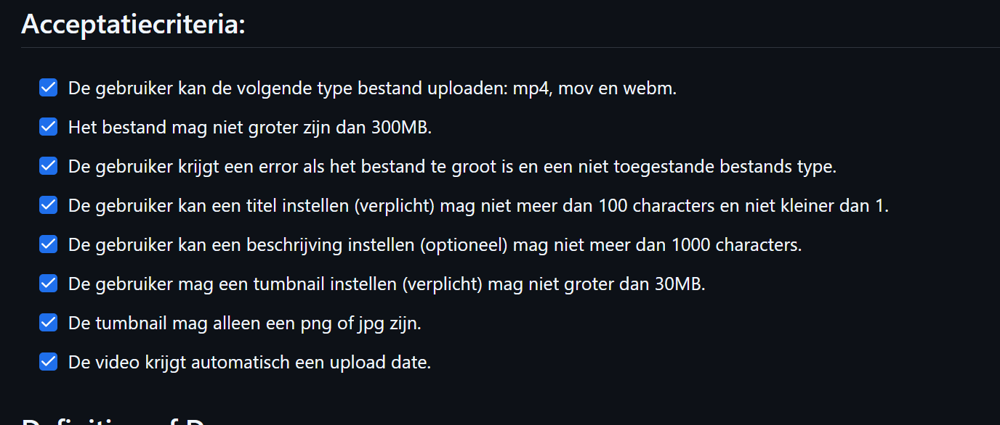 Acceptatiecriteria:
De gebruiker kan de volgende type bestand uploaden: mp4, mov en webm.
Het bestand mag niet groter zijn dan 300MB.
De gebruiker krijgt een error als het bestand te groot is en een niet toegestande bestands type.
De gebruiker kan een titel instellen (verplicht) mag niet meer dan 100 characters en niet kleiner dan 1.
De gebruiker kan een beschrijving instellen (optioneel) mag niet meer dan 1000 characters.
De gebruiker mag een tumbnail instellen (verplicht) mag niet groter dan 30MB.
De tumbnail mag alleen een png of jpg zijn.
De video krijgt automatisch een upload date.